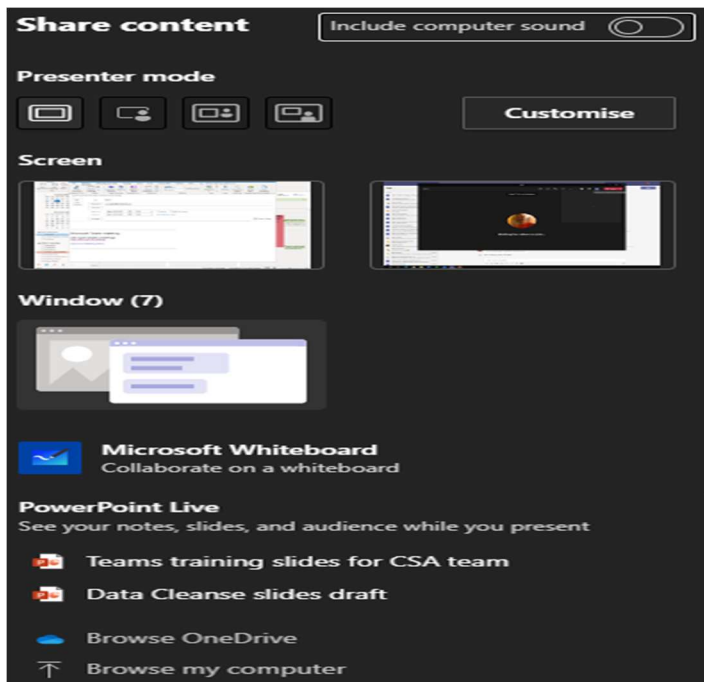 Share content
Include computer sound
Presenter mode
Customise
Screen
Window (7)
Microsoft Whiteboard
Collaborate on a whiteboard
PowerPoint Live
See your notes, slides, and audience while you present
Teams training slides for CSA team
Data Cleanse slides draft
Browse OneDrive
Browse my computer